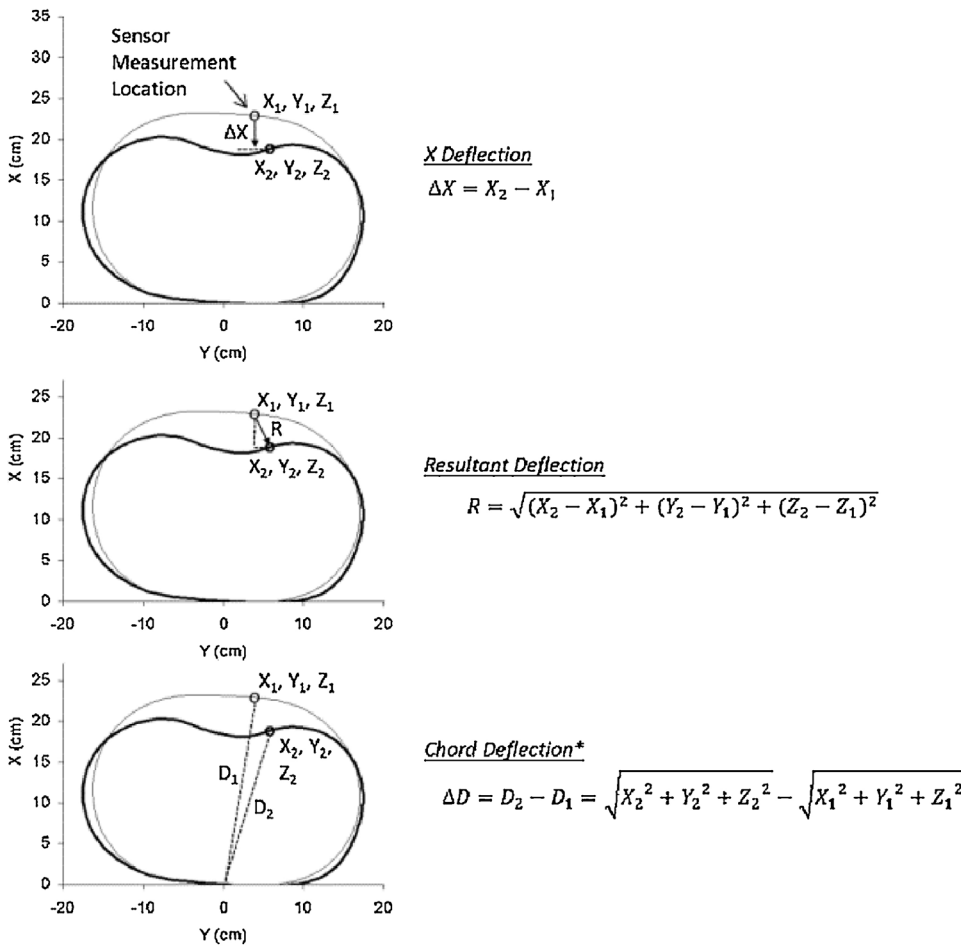 35
30
25
20
15
10
5
0
X (cm)
Sensor
Measurement
Location
X₁, Y₁, Z₁
ΔX
X₂, Y₂, Z₂
-20 -10 0 10 20
Y (cm)
X Deflection
ΔX = X₂ − X₁
25
20
15
10
5
0
X (cm)
X₁, Y₁, Z₁
R
X₂, Y₂, Z₂
-20 -10 0 10 20
Y (cm)
Resultant Deflection
R = √(X₂ − X₁)² + (Y₂ − Y₁)² + (Z₂ − Z₁)²
25
20
15
10
5
0
X (cm)
X₁, Y₁, Z₁
X₂, Y₂,
Z₂
D₁
D₂
-20 -10 0 10 20
Y (cm)
Chord Deflection*
ΔD = D₂ − D₁ = √X₂² + Y₂² + Z₂² − √X₁² + Y₁² + Z₁²